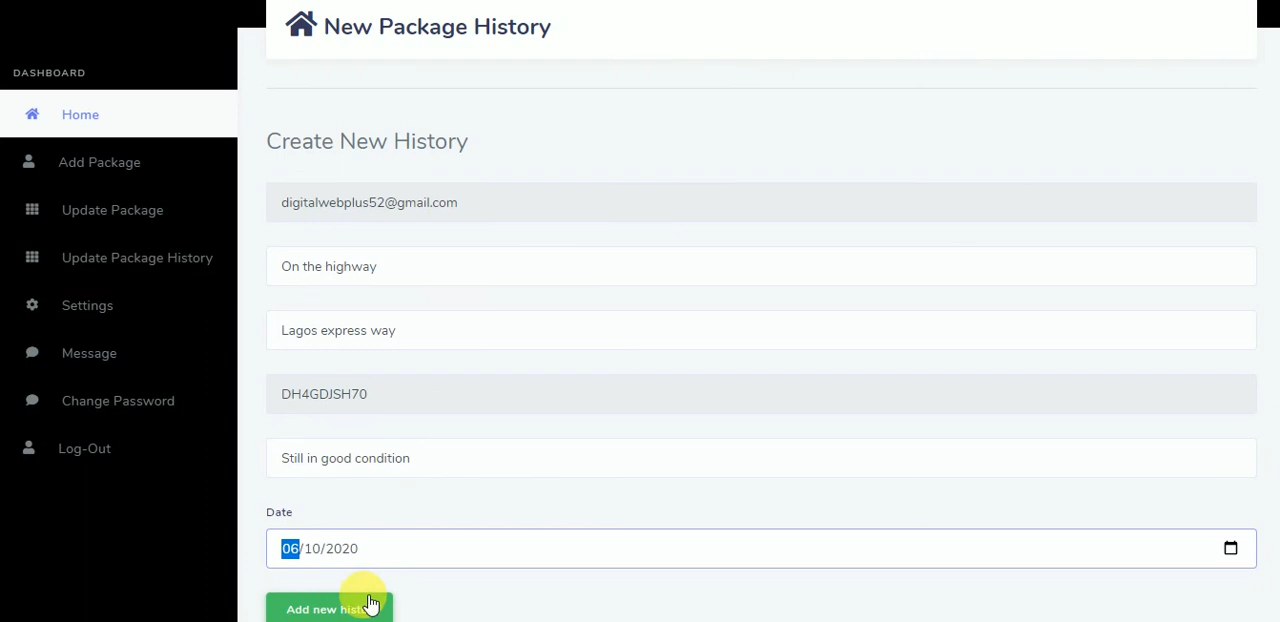 New Package History
DASHBOARD
Home
Add Package
Update Package
Update Package History
Settings
Message
Change Password
Log-Out
Create New History
digitalwebplus52@gmail.com
On the highway
Lagos express way
DH4GDJSH70
Still in good condition
Date
06/10/2020
Add new history